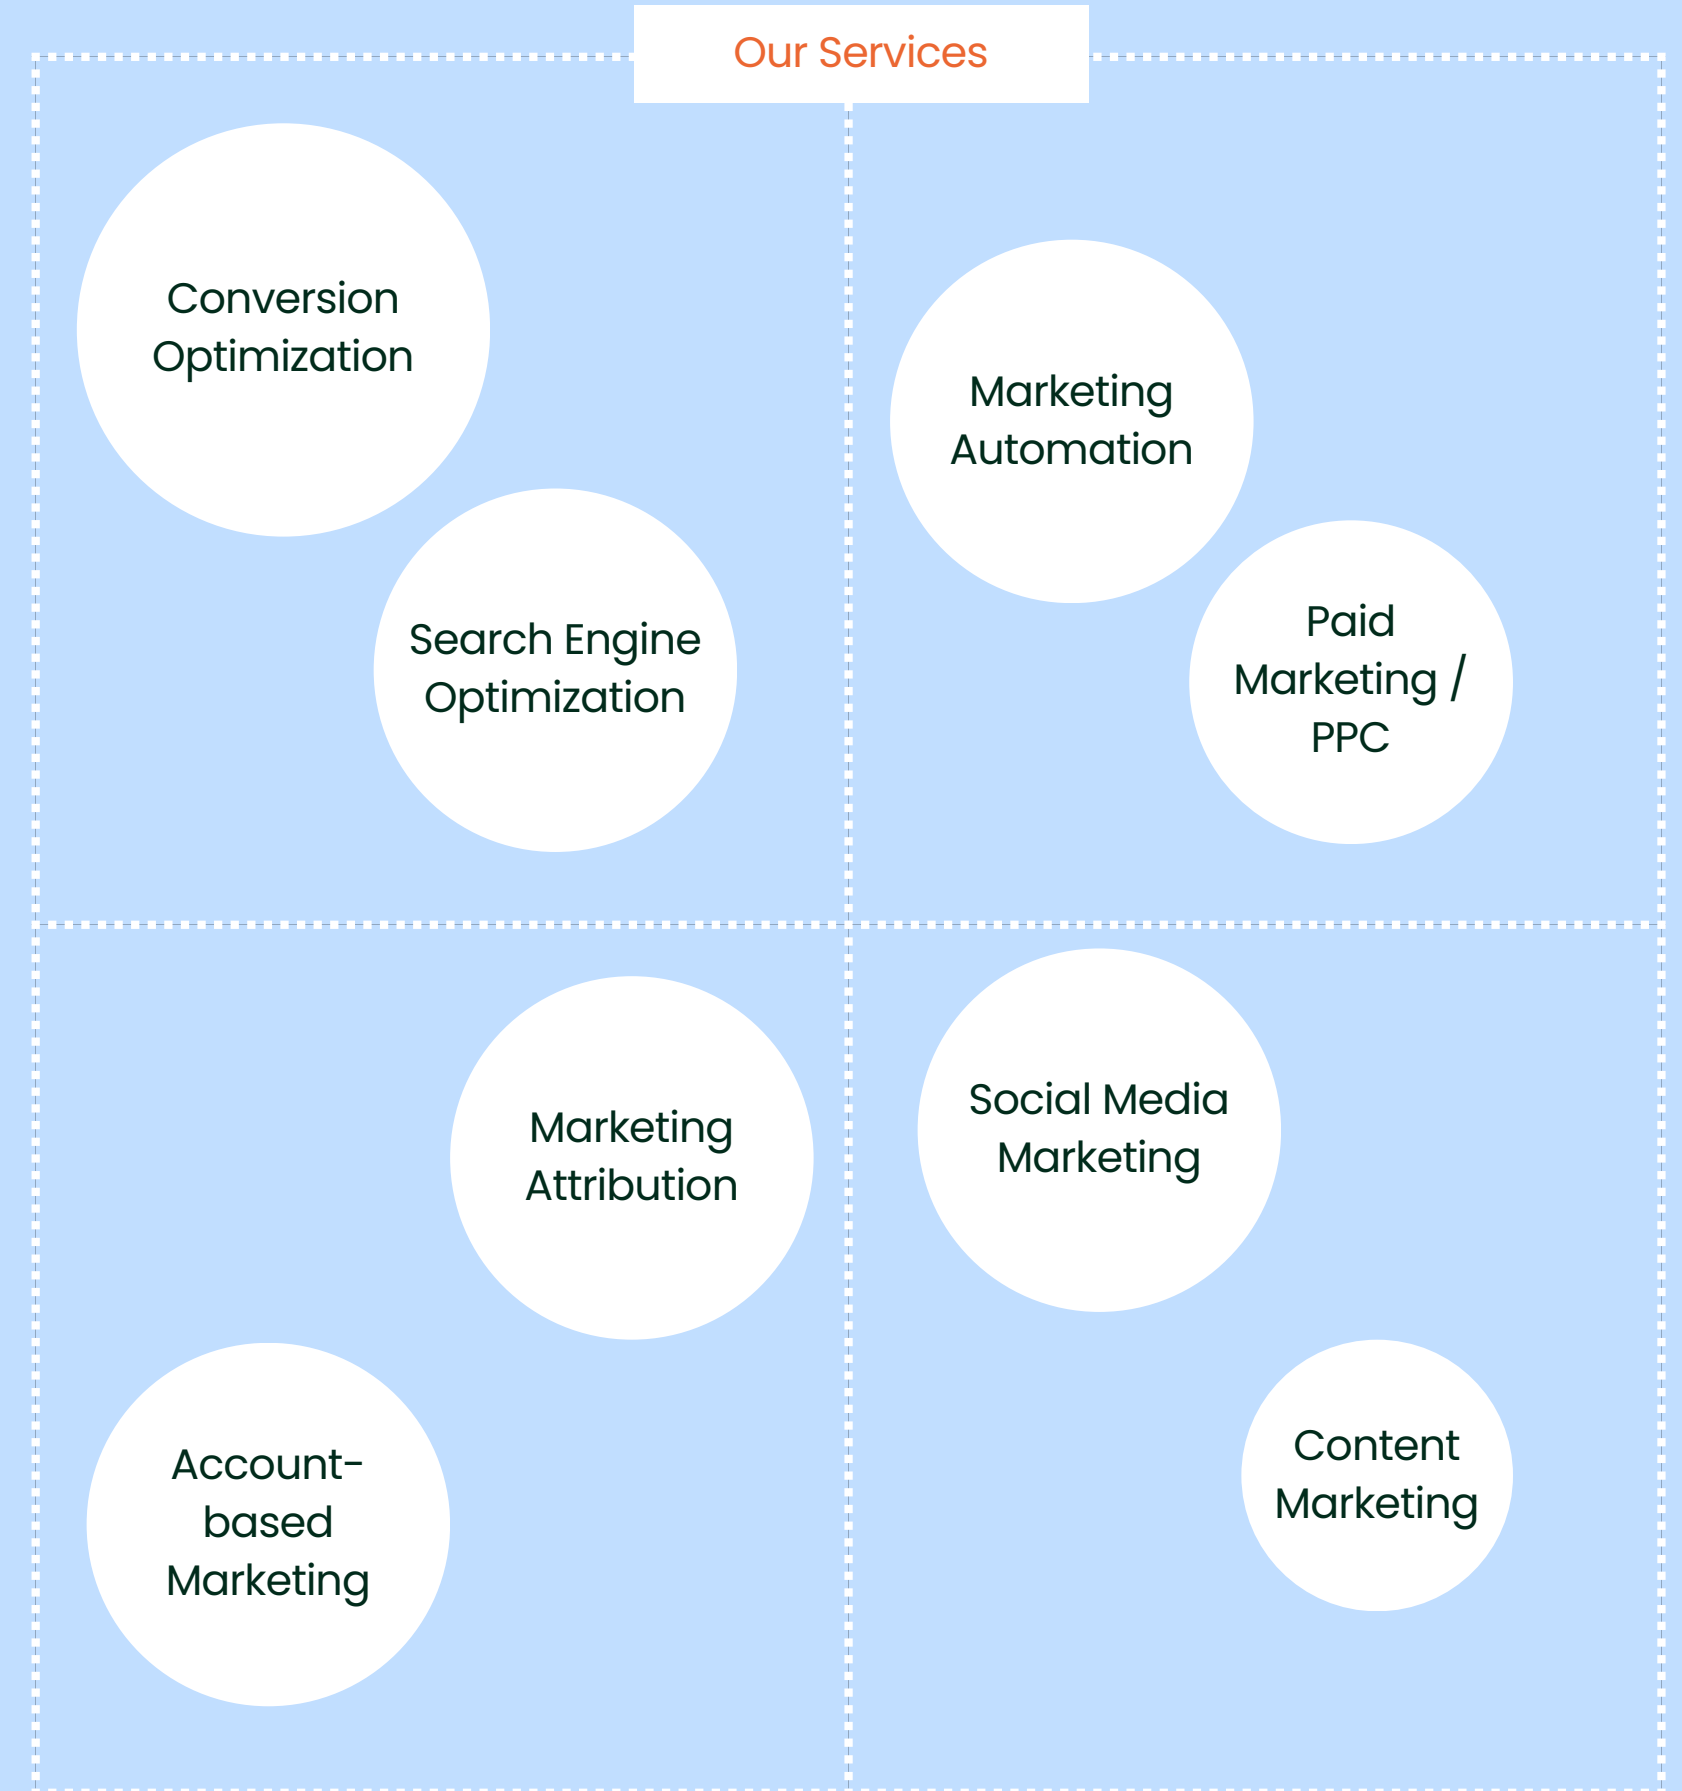 Our Services
Conversion
Optimization
Search Engine
Optimization
Marketing
Automation
Paid
Marketing /
PPC
Marketing
Attribution
Account-
based
Marketing
Social Media
Marketing
Content
Marketing